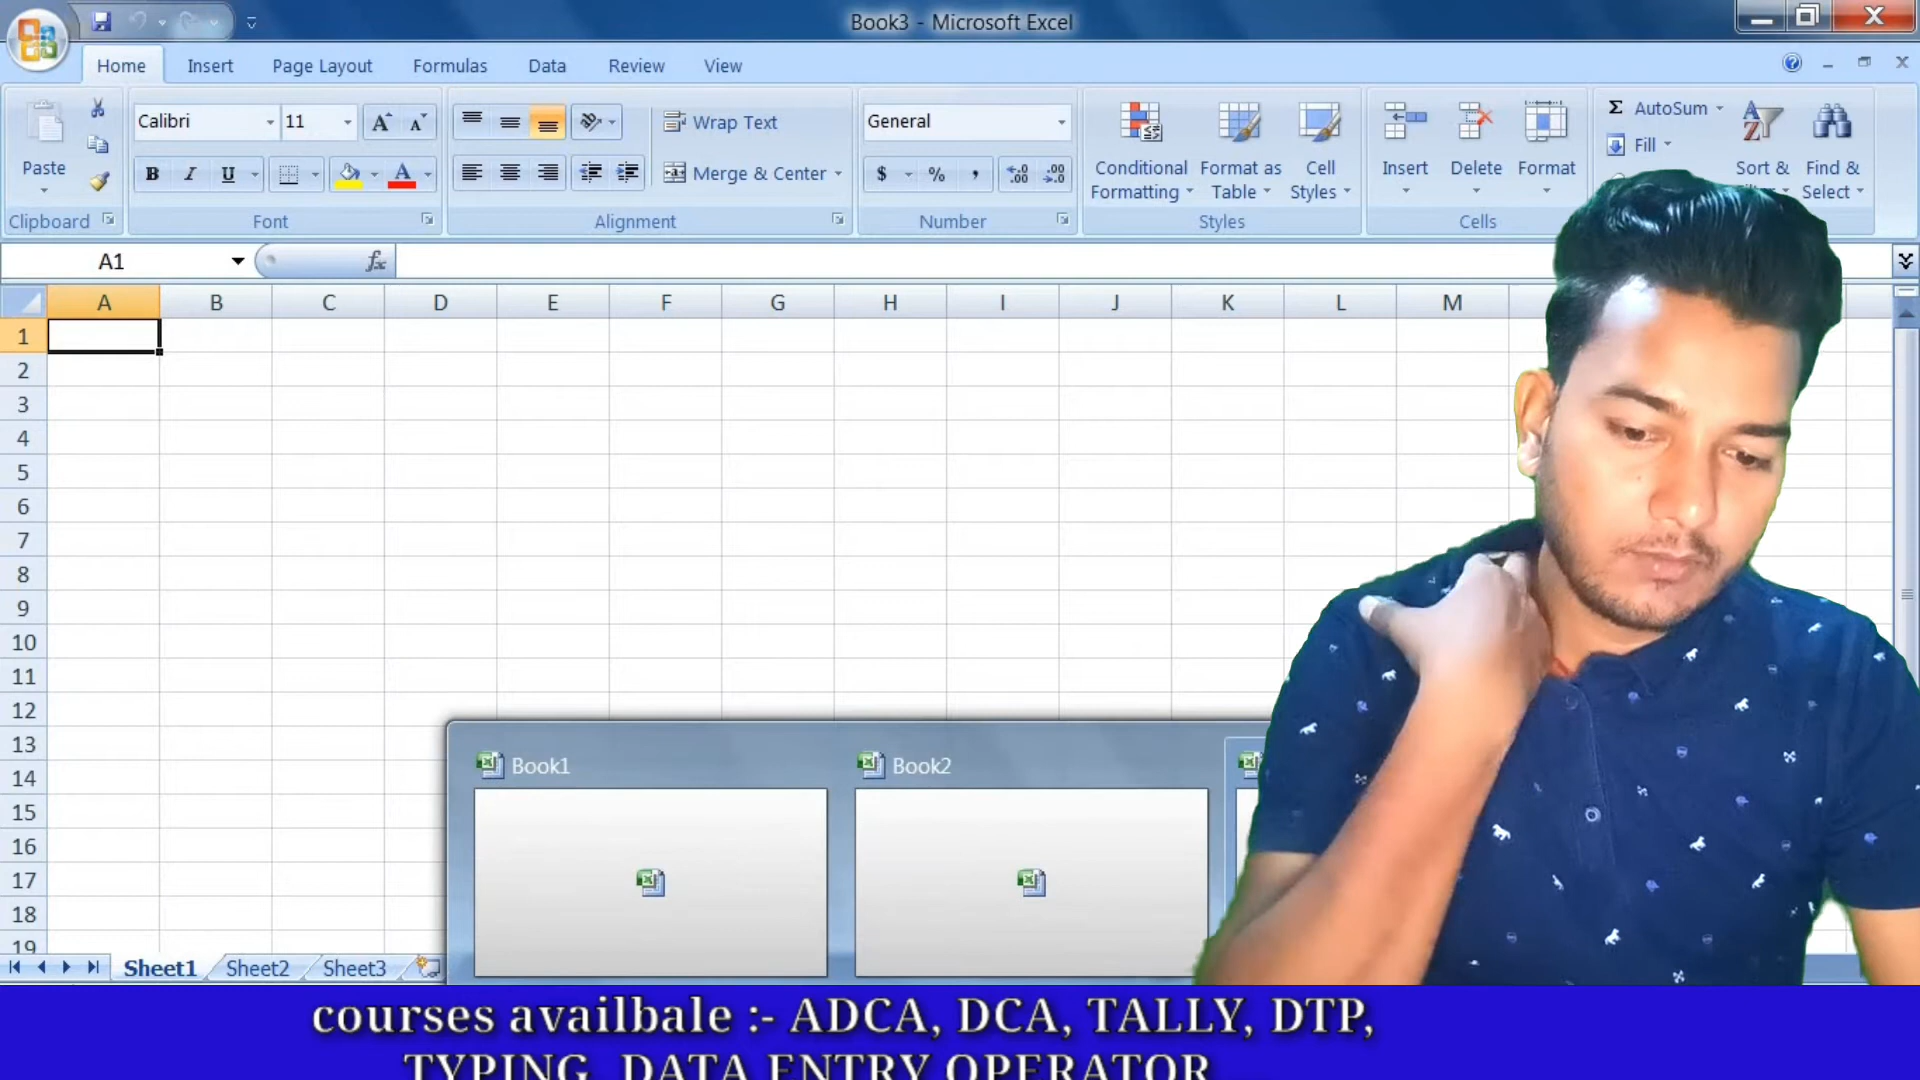 Book3 - Microsoft Excel
Home Insert Page Layout Formulas Data Review View
Calibri 11 General
Wrap Text
Merge & Center
Paste
B I U A
$ % ,
Conditional Formatting
Format as Table
Cell Styles
Insert Delete Format
Σ AutoSum
Fill
Sort &
Find & Select
Clipboard Font Alignment Number Styles Cells
A1 fx
A B C D E F G H I J K L M
1
2
3
4
5
6
7
8
9
10
11
12
13
14
15
16
17
18
19
Book1 Book2
Sheet1 Sheet2 Sheet3
courses availbale :- ADCA, DCA, TALLY, DTP,
TYPING, DATA ENTRY OPERATOR